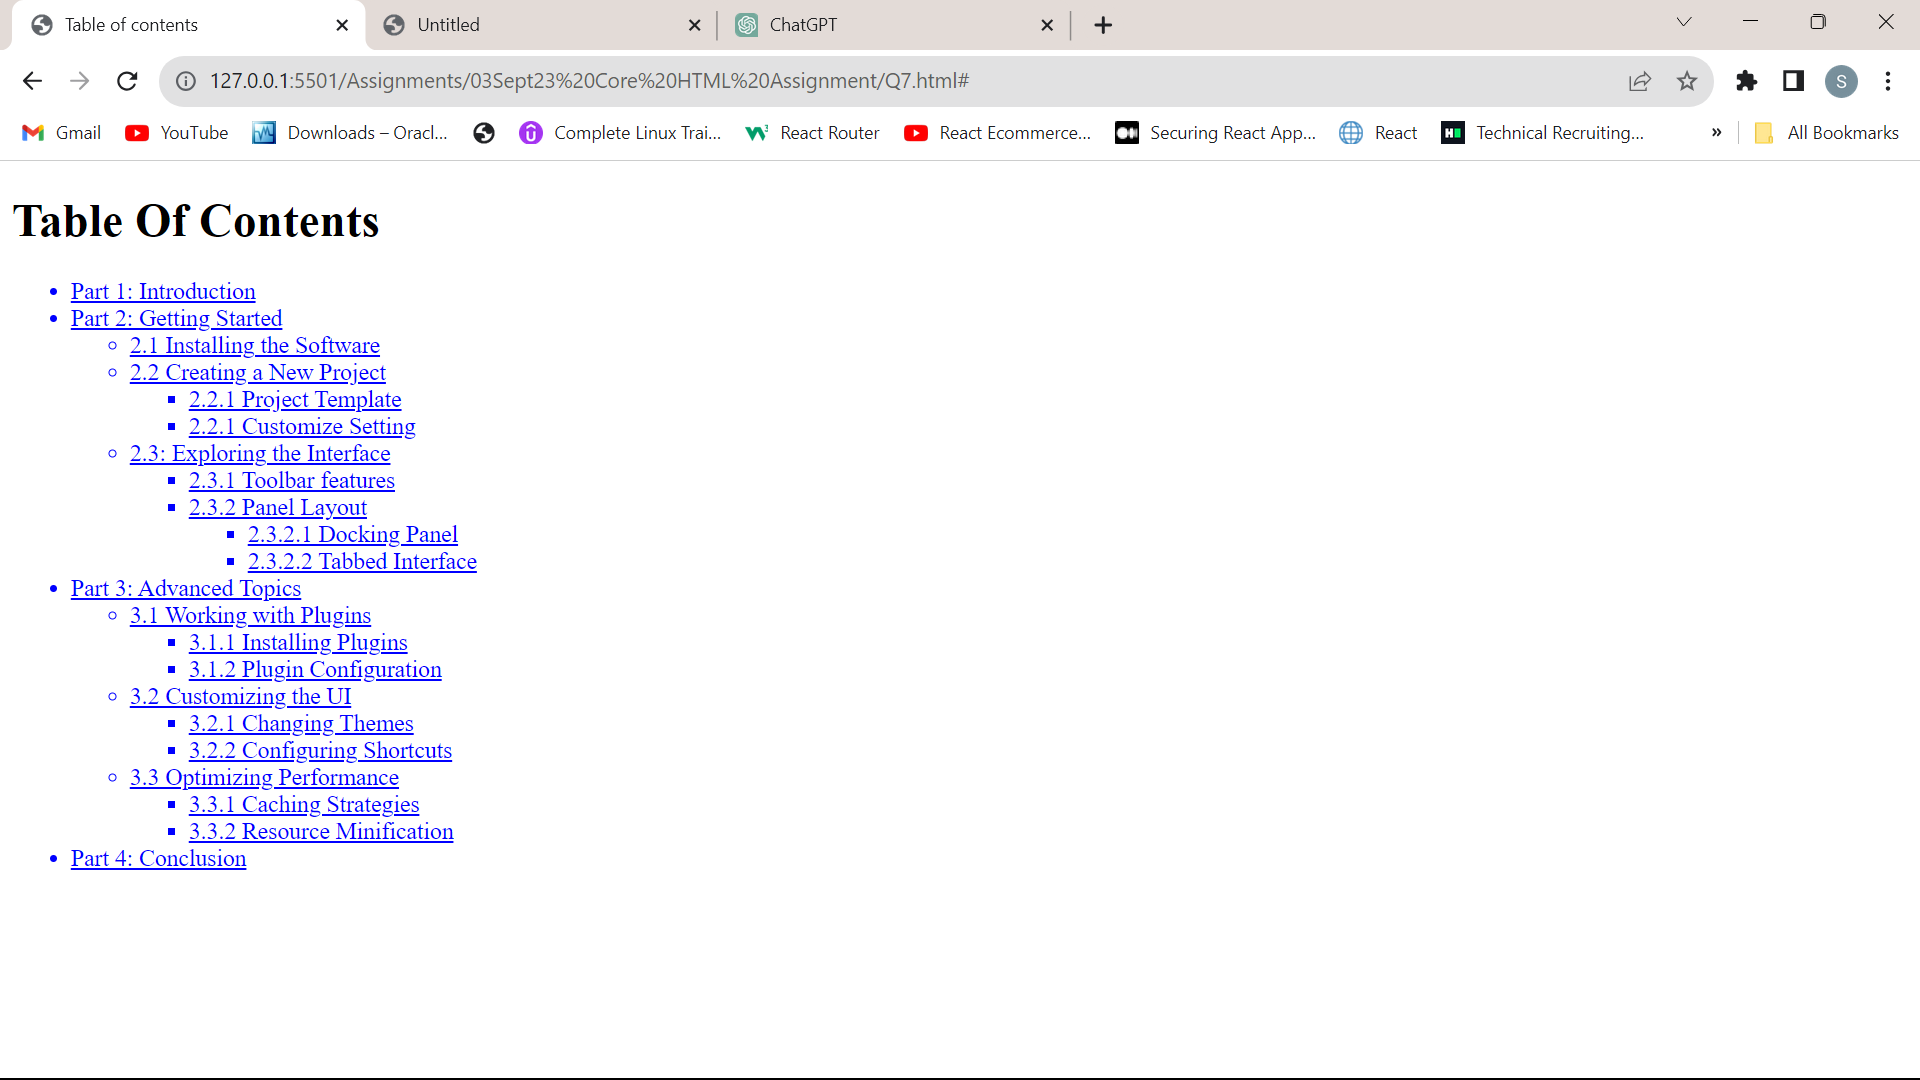 Table of contents
Untitled
ChatGPT
127.0.0.1:5501/Assignments/03Sept23%20Core%20HTML%20Assignment/Q7.html#
S
Gmail
YouTube
Downloads – Oracl...
Complete Linux Trai...
React Router
React Ecommerce...
Securing React App...
React
Technical Recruiting...
»
All Bookmarks
Table Of Contents
Part 1: Introduction
Part 2: Getting Started
2.1 Installing the Software
2.2 Creating a New Project
2.2.1 Project Template
2.2.1 Customize Setting
2.3: Exploring the Interface
2.3.1 Toolbar features
2.3.2 Panel Layout
2.3.2.1 Docking Panel
2.3.2.2 Tabbed Interface
Part 3: Advanced Topics
3.1 Working with Plugins
3.1.1 Installing Plugins
3.1.2 Plugin Configuration
3.2 Customizing the UI
3.2.1 Changing Themes
3.2.2 Configuring Shortcuts
3.3 Optimizing Performance
3.3.1 Caching Strategies
3.3.2 Resource Minification
Part 4: Conclusion